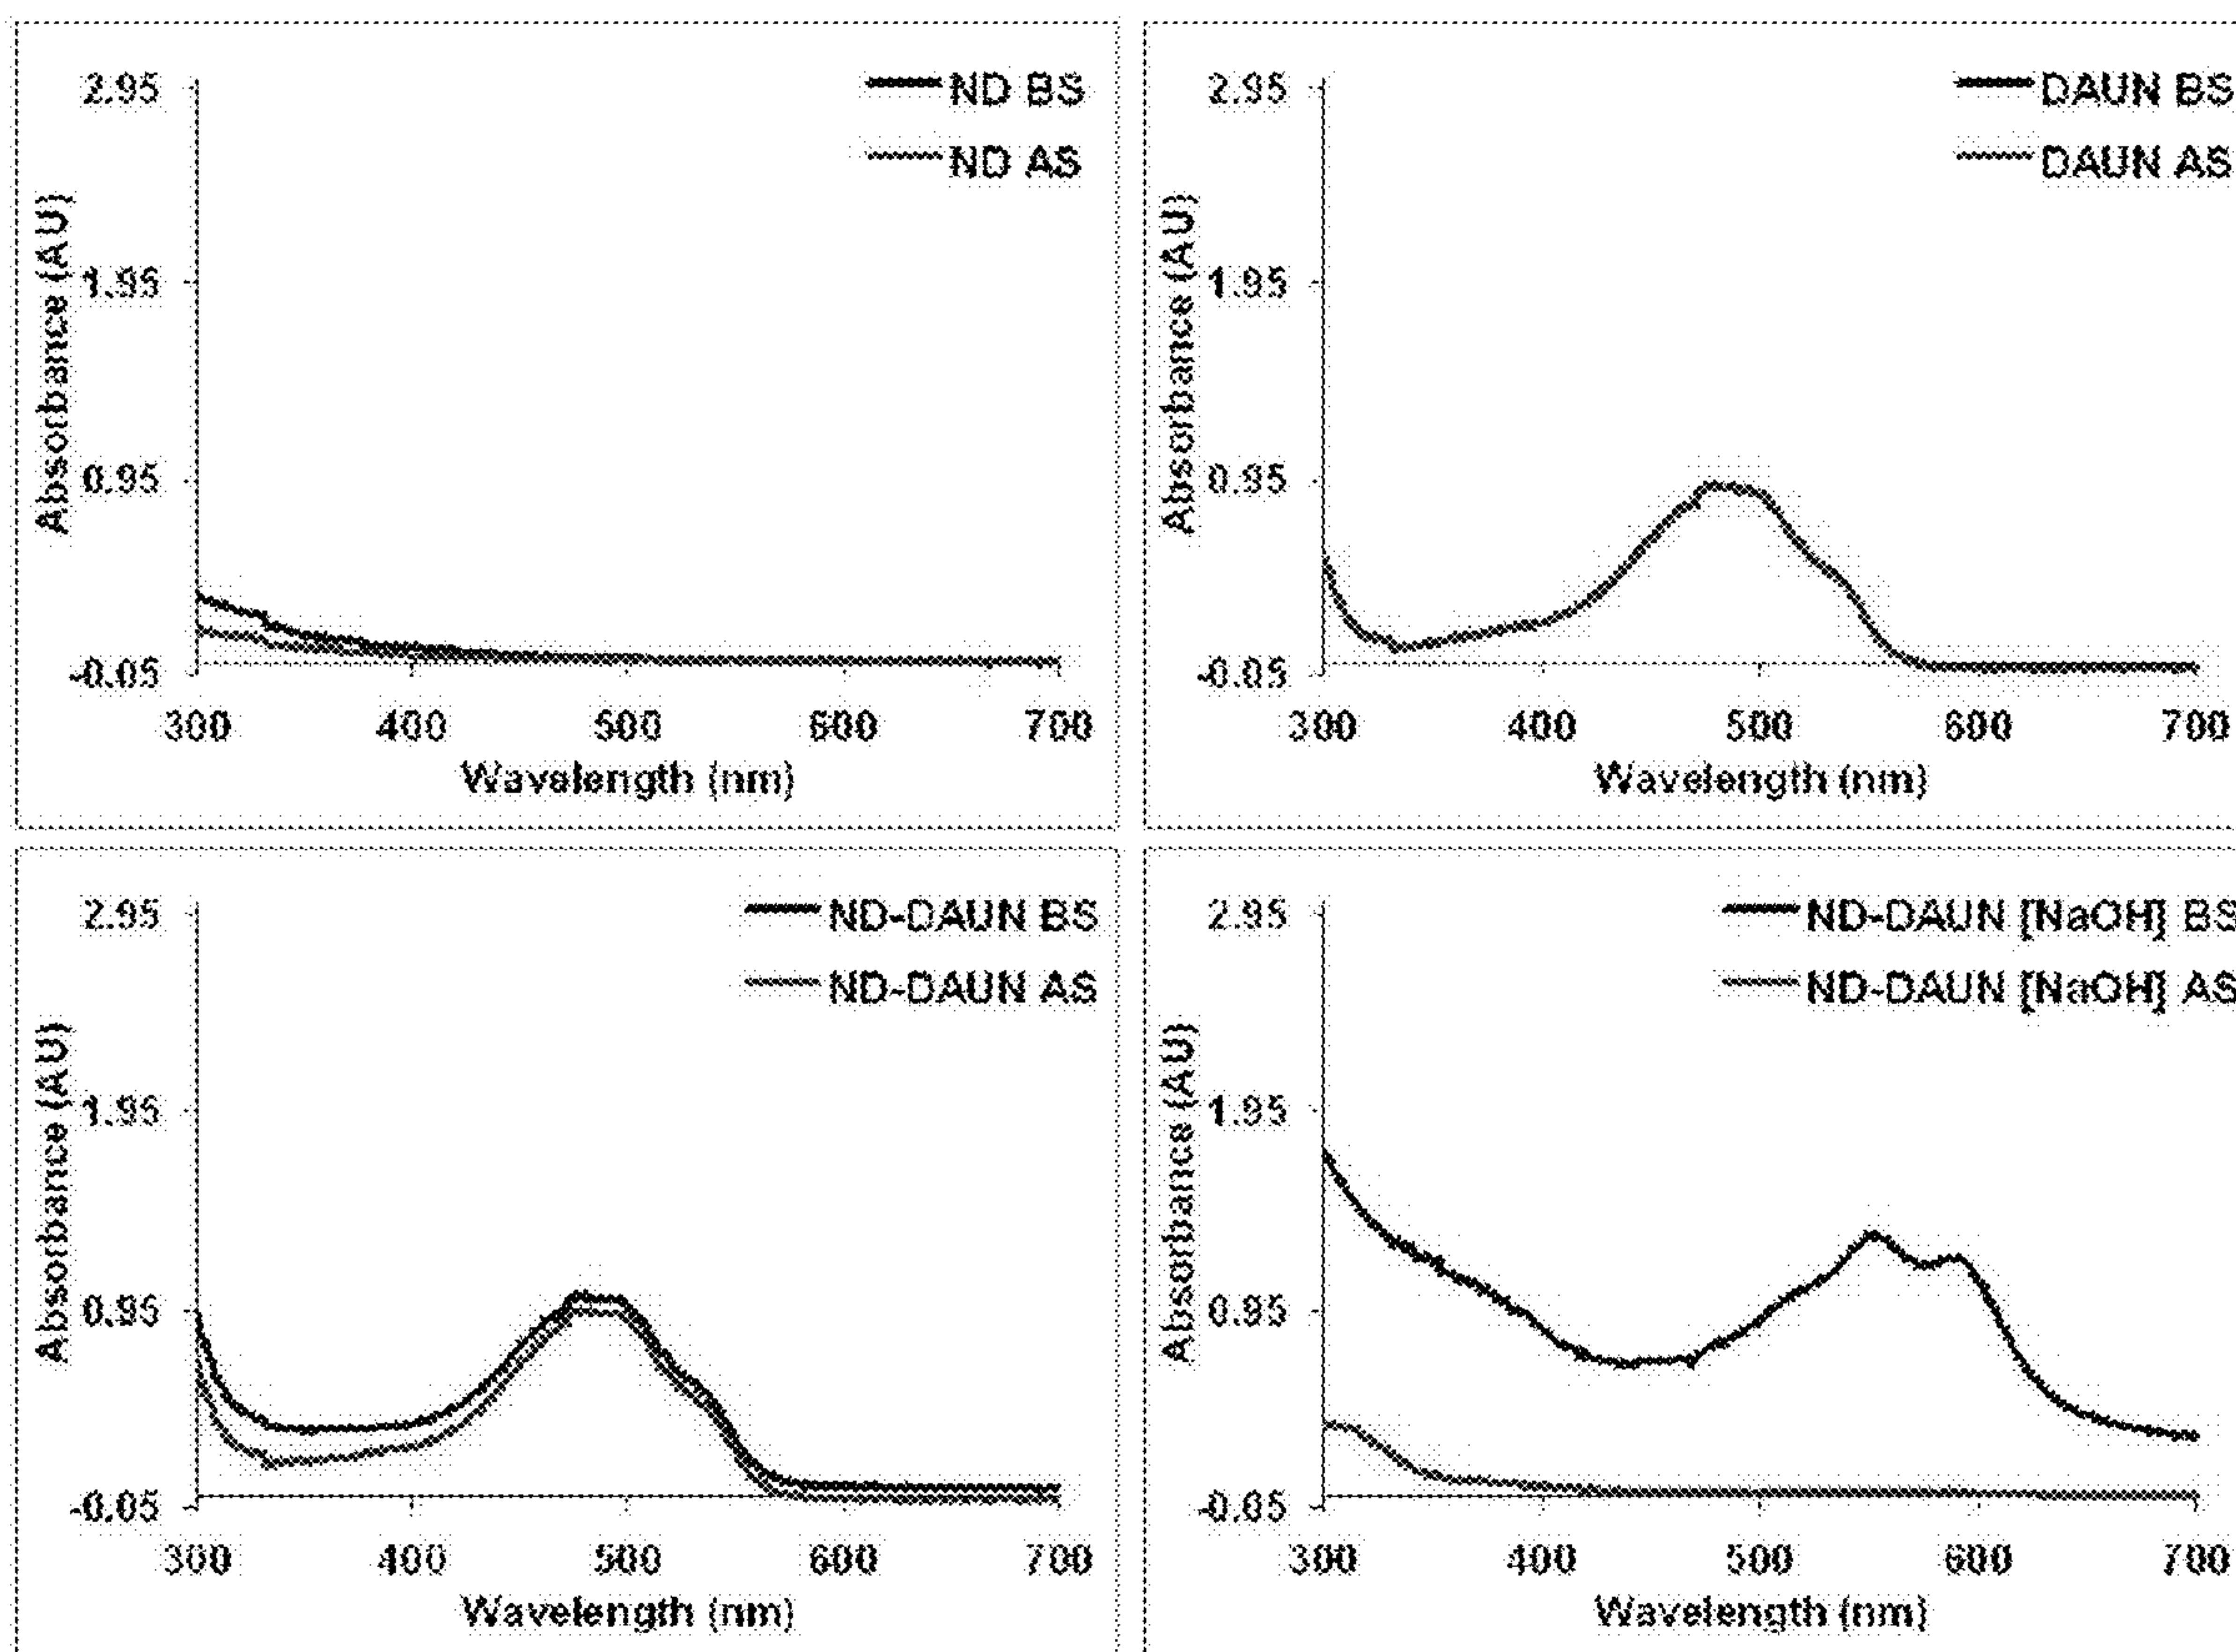 2.95
ND BS
ND AS
1.95
0.95
-0.05
Absorbance (AU)
300 400 500 600 700
Wavelength (nm)
2.95
DAUN BS
DAUN AS
1.95
0.95
-0.05
Absorbance (AU)
300 400 500 600 700
Wavelength (nm)
2.95
ND-DAUN BS
ND-DAUN AS
1.95
0.95
-0.05
Absorbance (AU)
300 400 500 600 700
Wavelength (nm)
2.95
ND-DAUN [NaOH] BS
ND-DAUN [NaOH] AS
1.95
0.95
-0.05
Absorbance (AU)
300 400 500 600 700
Wavelength (nm)